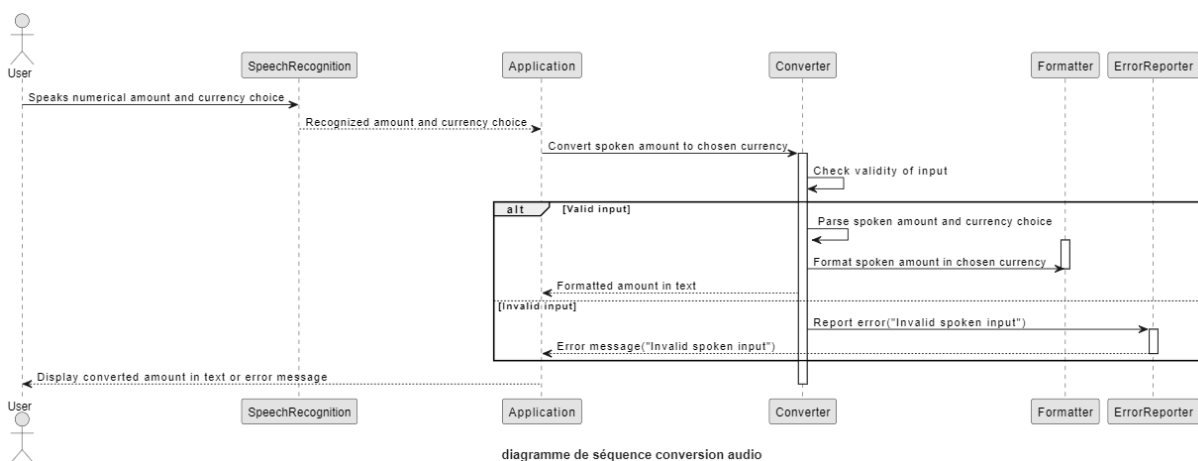 User
SpeechRecognition
Application
Converter
Formatter
ErrorReporter
Speaks numerical amount and currency choice
Recognized amount and currency choice
Convert spoken amount to chosen currency
Check validity of input
alt
[Valid input]
Parse spoken amount and currency choice
Format spoken amount in chosen currency
Formatted amount in text
[Invalid input]
Report error("Invalid spoken input")
Error message("Invalid spoken input")
Display converted amount in text or error message
User
SpeechRecognition
Application
Converter
Formatter
ErrorReporter
diagramme de séquence conversion audio